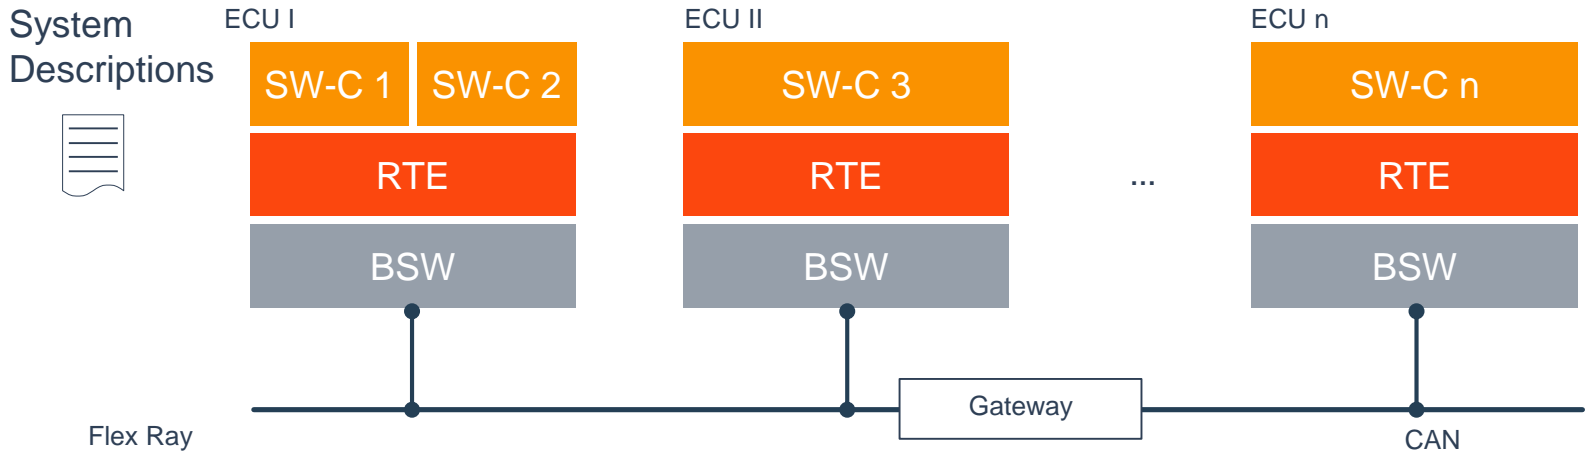 System
Descriptions
ECU I
ECU II
ECU n
SW-C 1
SW-C 2
SW-C 3
SW-C n
RTE
RTE
...
RTE
BSW
BSW
BSW
Gateway
Flex Ray
CAN